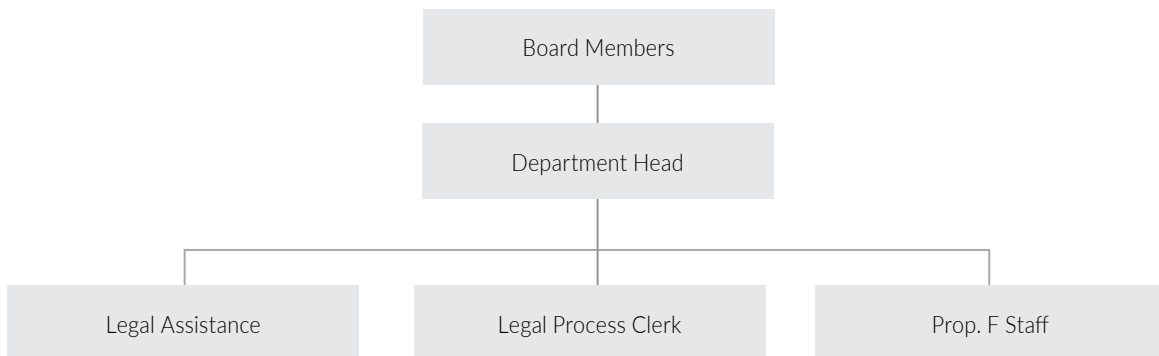 Board Members
Department Head
Legal Assistance
Legal Process Clerk
Prop. F Staff